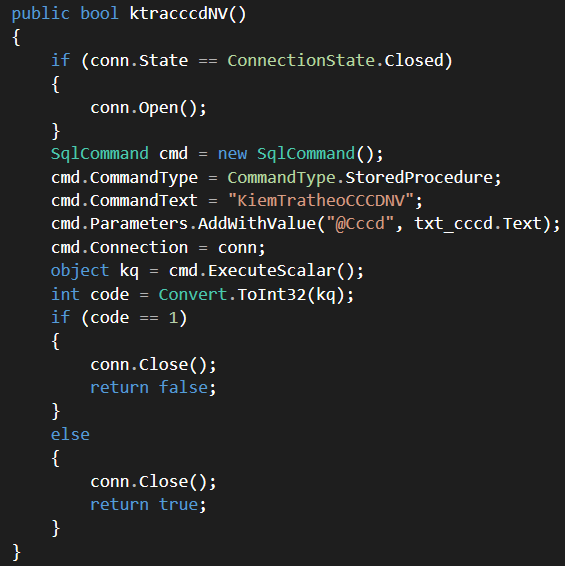 public bool ktracccdNV()
{
    if (conn.State == ConnectionState.Closed)
    {
        conn.Open();
    }
    SqlCommand cmd = new SqlCommand();
    cmd.CommandType = CommandType.StoredProcedure;
    cmd.CommandText = "KiemTratheoCCCDNV";
    cmd.Parameters.AddWithValue("@Cccd", txt_cccd.Text);
    cmd.Connection = conn;
    object kq = cmd.ExecuteScalar();
    int code = Convert.ToInt32(kq);
    if (code == 1)
    {
        conn.Close();
        return false;
    }
    else
    {
        conn.Close();
        return true;
    }
}